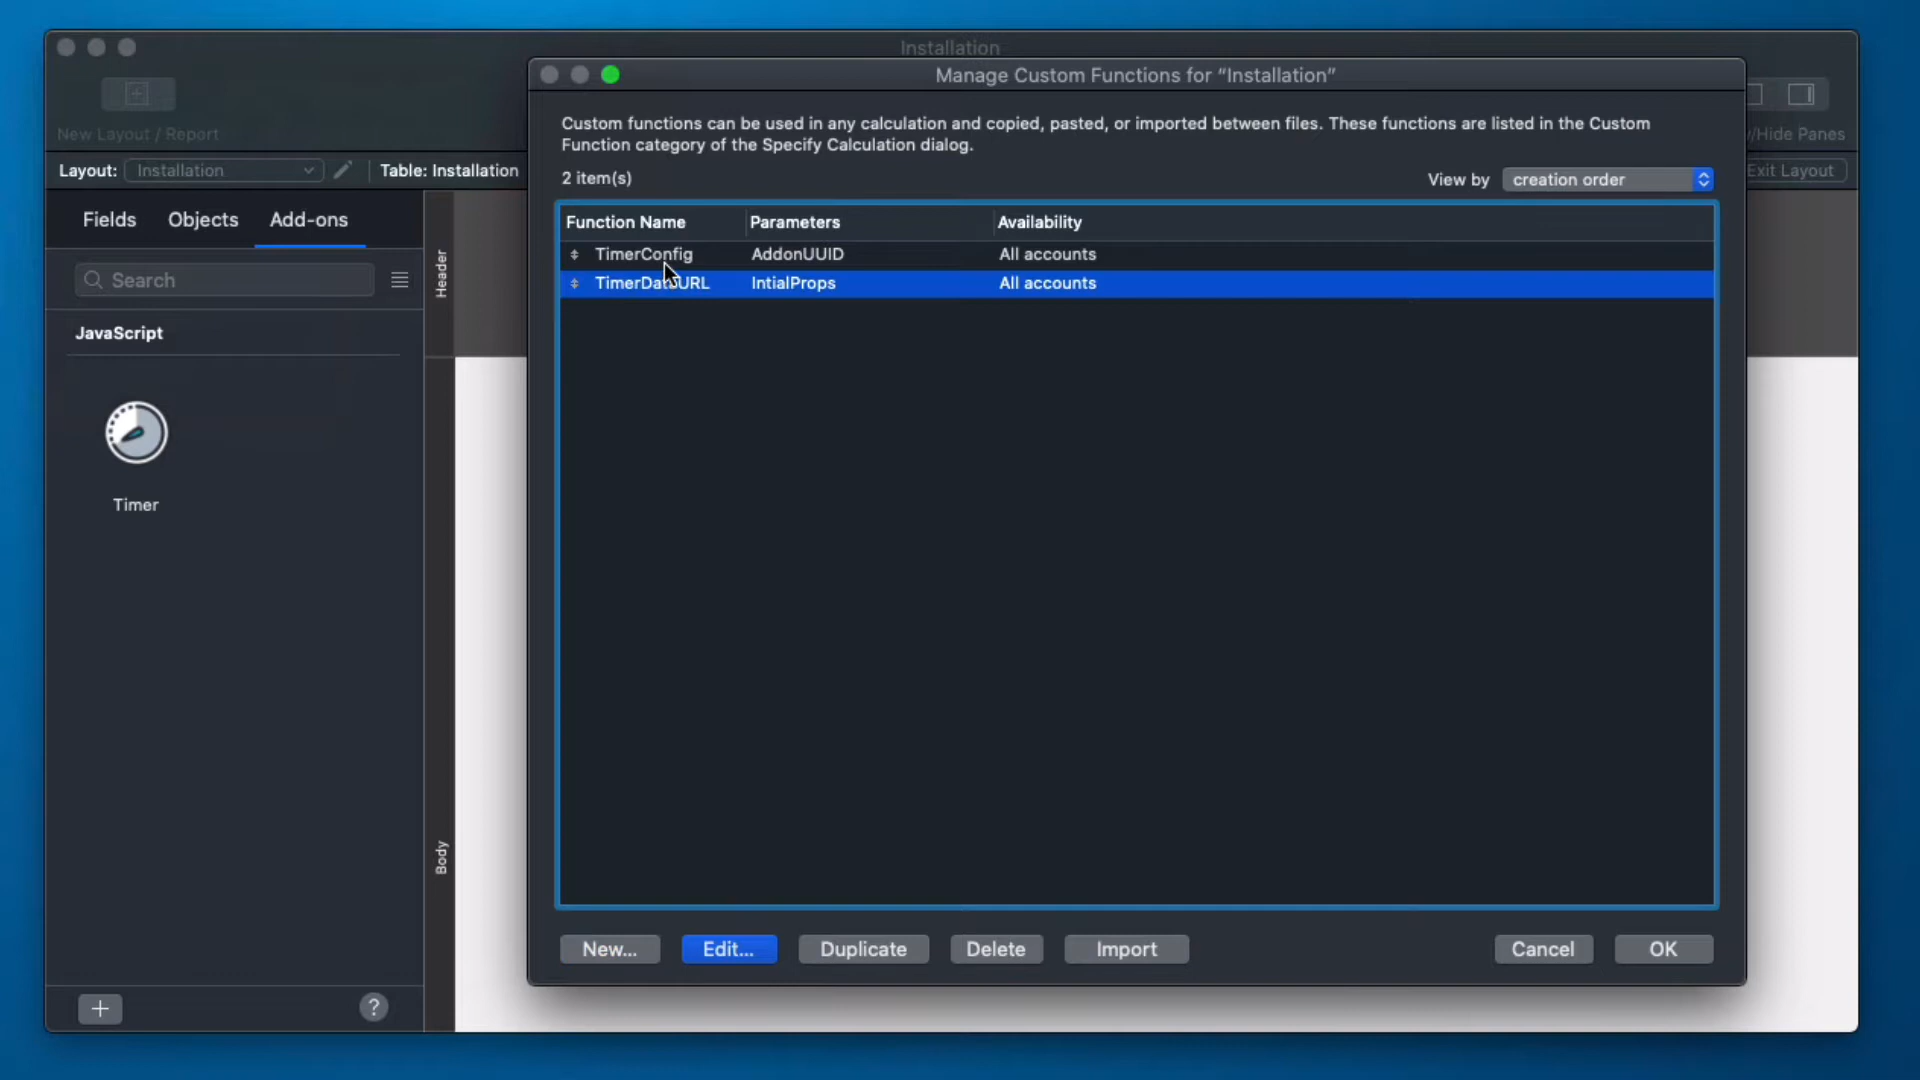 Installation
Manage Custom Functions for “Installation”
New Layout / Report
/Hide Panes
Layout: Installation
Table: Installation
Exit Layout
Custom functions can be used in any calculation and copied, pasted, or imported between files. These functions are listed in the Custom
Function category of the Specify Calculation dialog.
2 item(s)
View by creation order
Fields Objects Add-ons
Search
JavaScript
Timer
Header
Body
Function Name Parameters Availability
TimerConfig AddonUUID All accounts
TimerDataURL IntialProps All accounts
New... Edit... Duplicate Delete Import Cancel OK
?